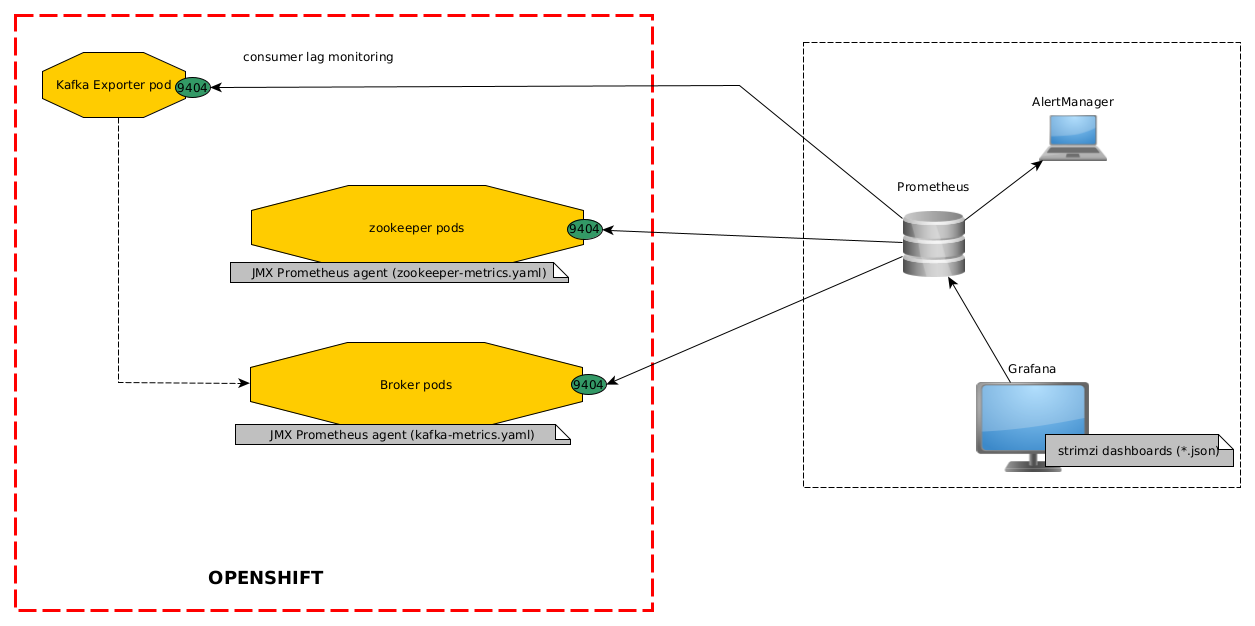 consumer lag monitoring
Kafka Exporter pod
9404
AlertManager
Prometheus
zookeeper pods
9404
JMX Prometheus agent (zookeeper-metrics.yaml)
Broker pods
9404
JMX Prometheus agent (kafka-metrics.yaml)
Grafana
strimzi dashboards (*.json)
OPENSHIFT